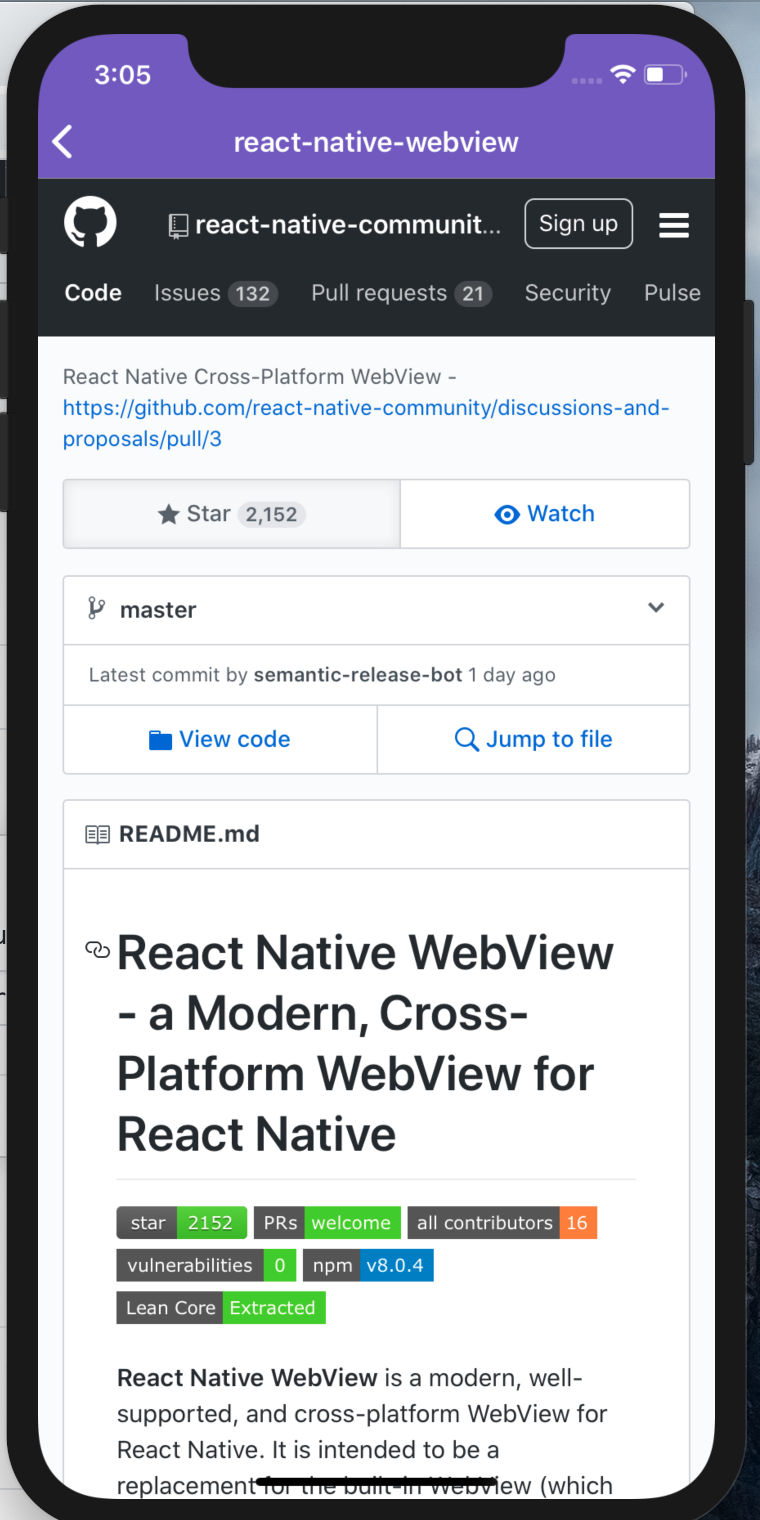 3:05
react-native-webview
react-native-communit...
Sign up
Code Issues 132 Pull requests 21 Security Pulse
React Native Cross-Platform WebView -
https://github.com/react-native-community/discussions-and-
proposals/pull/3
Star 2,152 Watch
master
Latest commit by semantic-release-bot 1 day ago
View code Jump to file
README.md
React Native WebView
- a Modern, Cross-
Platform WebView for
React Native
star 2152 PRs welcome all contributors 16
vulnerabilities 0 npm v8.0.4
Lean Core Extracted
React Native WebView is a modern, well-
supported, and cross-platform WebView for
React Native. It is intended to be a
replacement for the built-in WebView (which